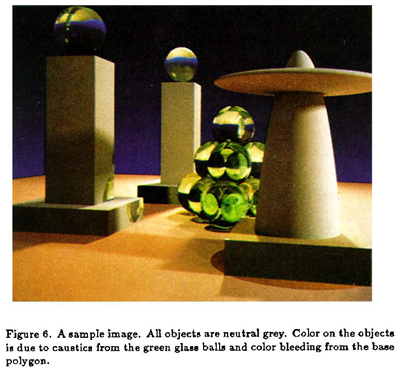 Figure 6. A sample image. All objects are neutral grey. Color on the objects
is due to caustics from the green glass balls and color bleeding from the base
polygon.